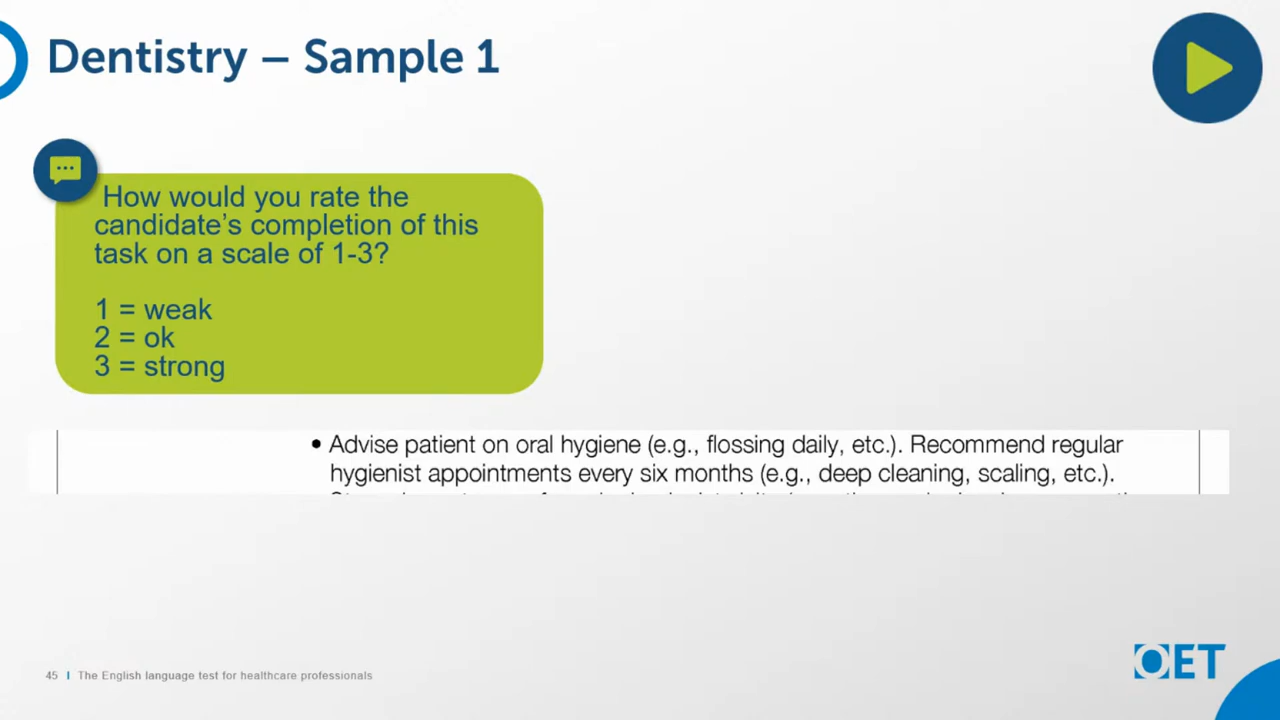 Dentistry – Sample 1
How would you rate the
candidate's completion of this
task on a scale of 1-3?
1 = weak
2 = ok
3 = strong
• Advise patient on oral hygiene (e.g., flossing daily, etc.). Recommend regular
hygienist appointments every six months (e.g., deep cleaning, scaling, etc.).
45 | The English language test for healthcare professionals
OET